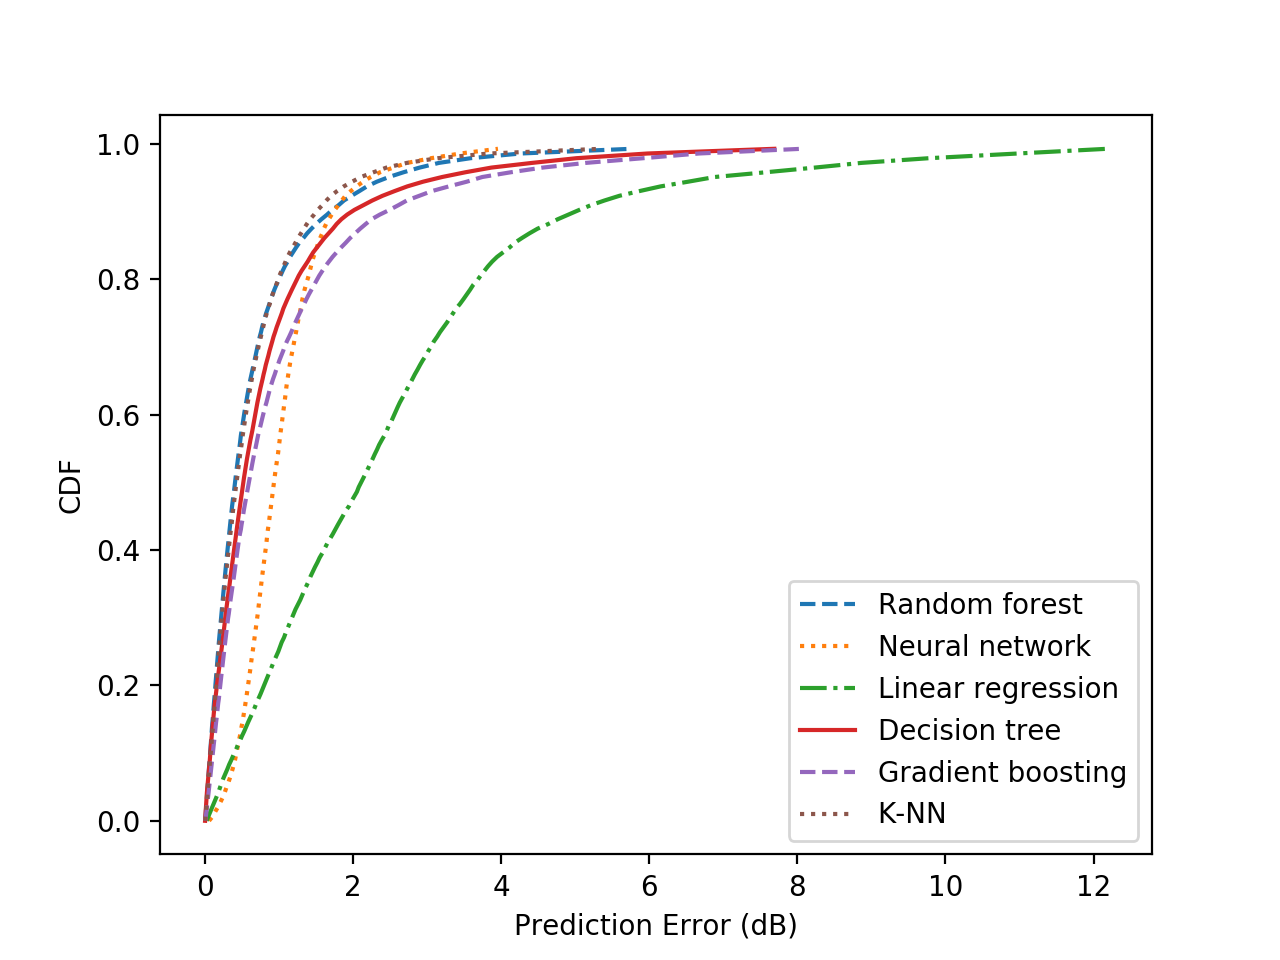 1.0
0.8
0.6
0.4
0.2
0.0
CDF
0 2 4 6 8 10 12
Prediction Error (dB)
Random forest
Neural network
Linear regression
Decision tree
Gradient boosting
K-NN